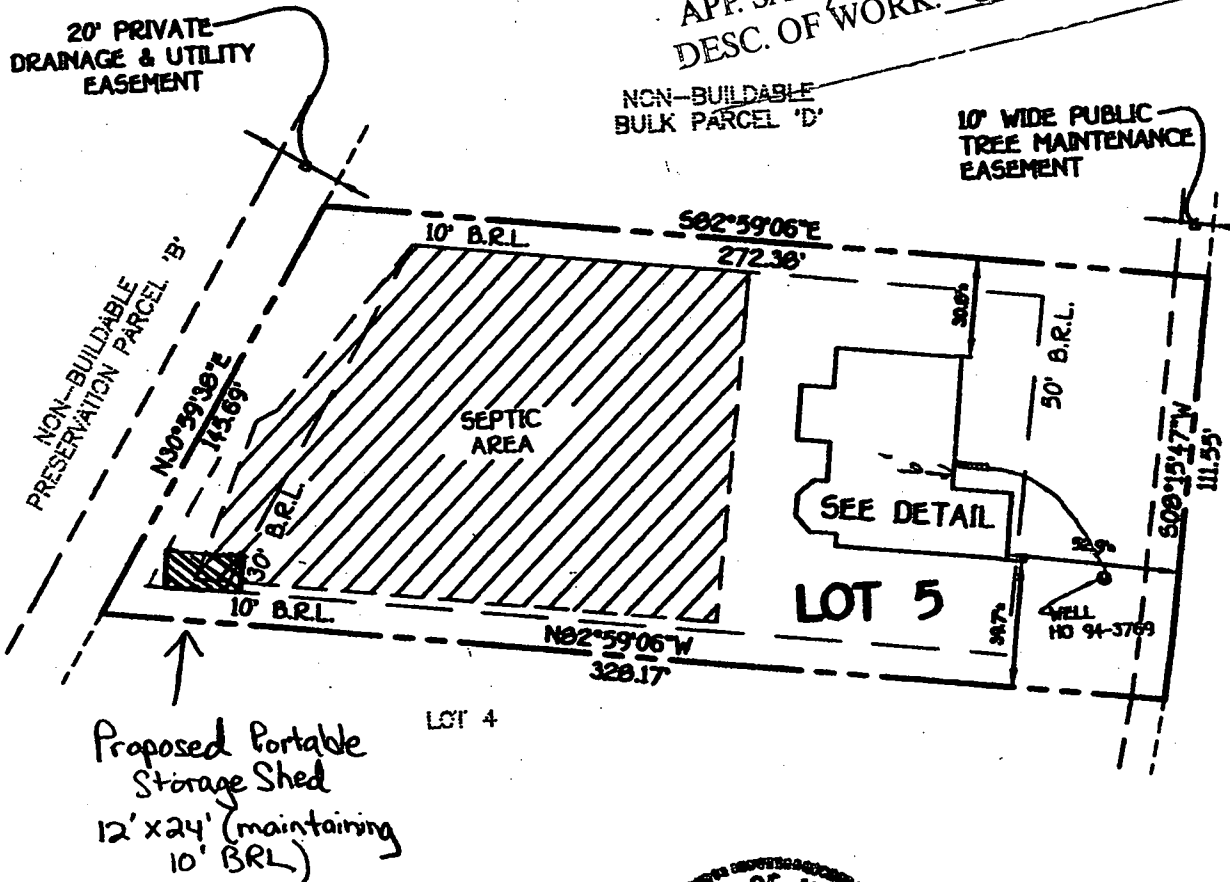 20' PRIVATE
DRAINAGE & UTILITY
EASEMENT
DESC. OF WORK:
NON-BUILDABLE
BULK PARCEL 'D'
10' WIDE PUBLIC
TREE MAINTENANCE
EASEMENT
S82°59'06"E
272.38'
10' B.R.L.
NON-BUILDABLE
PRESERVATION PARCEL 'B'
N30°59'38"E
145.69'
SEPTIC
AREA
50' B.R.L.
30' B.R.L.
SEE DETAIL
S08°15'47"W
111.55'
LOT 5
WELL
HO 94-3769
10' B.R.L.
N82°59'06"W
328.17'
LOT 4
Proposed Portable
Storage Shed
12' x 24' (maintaining
10' BRL)